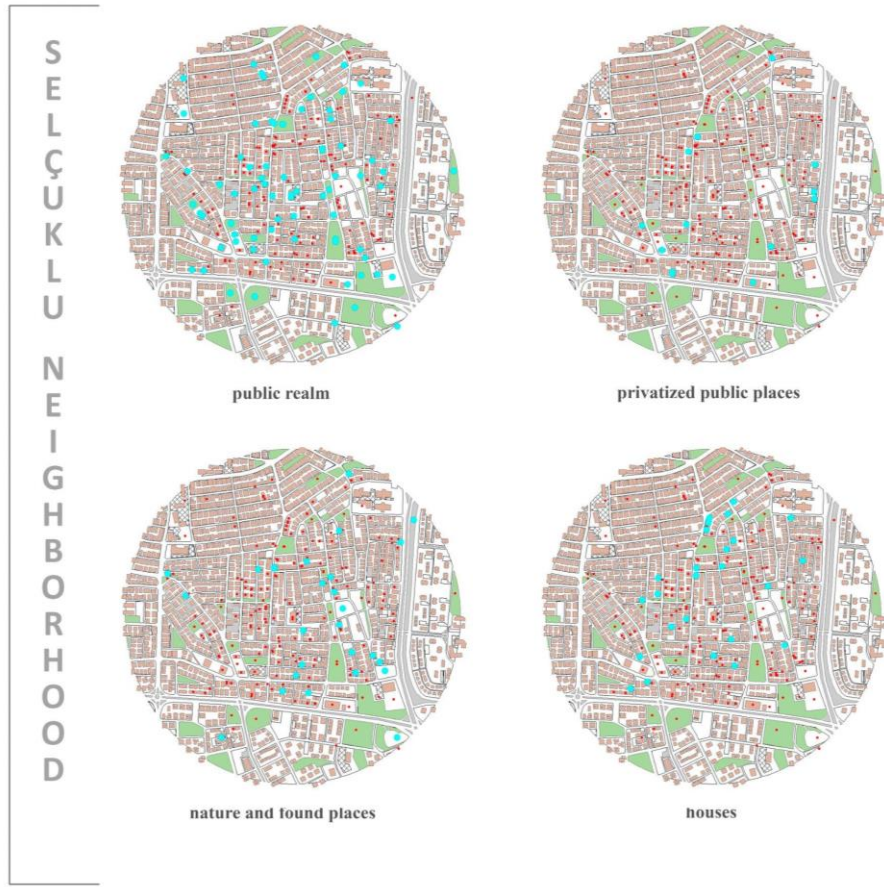 SELÇUKLU NEIGHBORHOOD
public realm
privatized public places
nature and found places
houses